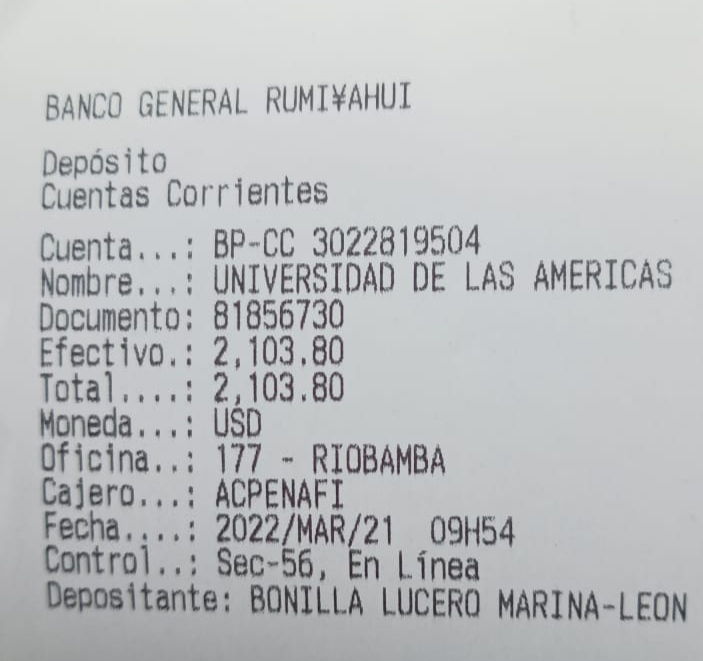 BANCO GENERAL RUMI¥AHUI
Depósito
Cuentas Corrientes
Cuenta...: BP-CC 3022819504
Nombre...: UNIVERSIDAD DE LAS AMERICAS
Documento: 81856730
Efectivo.: 2,103.80
Total....: 2,103.80
Moneda...: USD
Oficina..: 177 - RIOBAMBA
Cajero...: ACPENAFI
Fecha....: 2022/MAR/21 09H54
Control..: Sec-56, En Línea
Depositante: BONILLA LUCERO MARINA-LEON